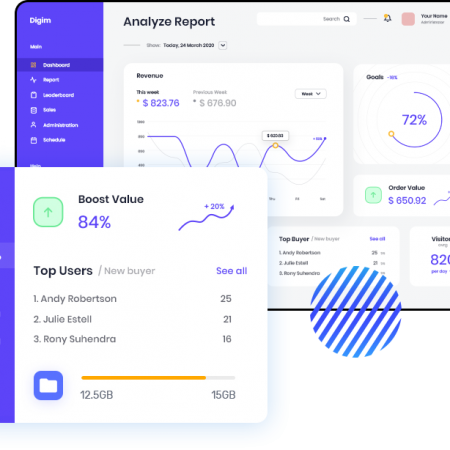 Digim
Analyze Report
Search
Your Name
Administrator
Main
Show: Today, 24 March 2020
Dashboard
Report
Leaderboard
Sales
Administration
Schedule
Revenue
This week
Previous Week
$ 823.76
$ 676.90
Week
$ 823.03
Goals -10%
72%
Order Value
$ 650.92
Sat
Top Buyer / New buyer
See all
1. Andy Robertson 25
2. Julie Estell 21
3. Rony Suhendra
Visitor
820
per day
Boost Value
84%
+ 20%
Top Users / New buyer
See all
1. Andy Robertson 25
2. Julie Estell 21
3. Rony Suhendra 16
12.5GB 15GB